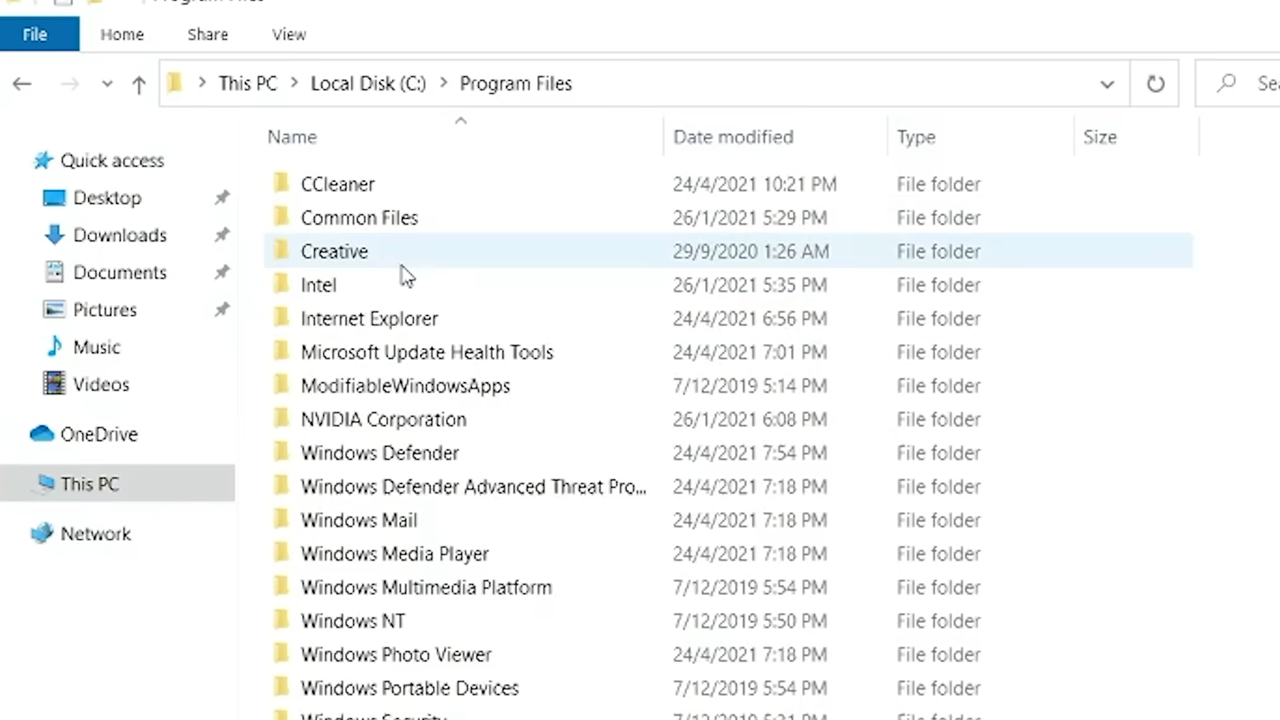 Program Files
File Home Share View
This PC > Local Disk (C:) > Program Files
Name Date modified Type Size
Quick access
Desktop
Downloads
Documents
Pictures
Music
Videos
OneDrive
This PC
Network
CCleaner 24/4/2021 10:21 PM File folder
Common Files 26/1/2021 5:29 PM File folder
Creative 29/9/2020 1:26 AM File folder
Intel 26/1/2021 5:35 PM File folder
Internet Explorer 24/4/2021 6:56 PM File folder
Microsoft Update Health Tools 24/4/2021 7:01 PM File folder
ModifiableWindowsApps 7/12/2019 5:14 PM File folder
NVIDIA Corporation 26/1/2021 6:08 PM File folder
Windows Defender 24/4/2021 7:54 PM File folder
Windows Defender Advanced Threat Pro... 24/4/2021 7:18 PM File folder
Windows Mail 24/4/2021 7:18 PM File folder
Windows Media Player 24/4/2021 7:18 PM File folder
Windows Multimedia Platform 7/12/2019 5:54 PM File folder
Windows NT 7/12/2019 5:50 PM File folder
Windows Photo Viewer 24/4/2021 7:18 PM File folder
Windows Portable Devices 7/12/2019 5:54 PM File folder
Windows Security